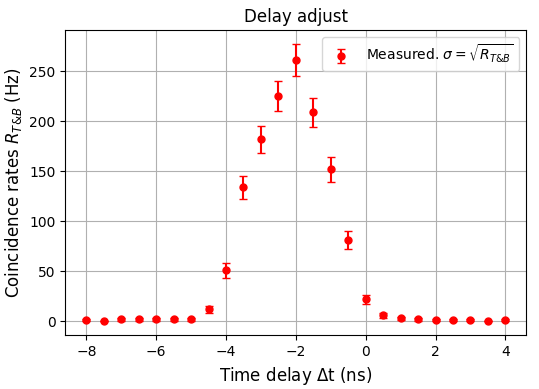 Delay adjust
Measured. σ = √R_{T&B}
Coincidence rates R_{T&B} (Hz)
250
200
150
100
50
0
−8 −6 −4 −2 0 2 4
Time delay Δt (ns)